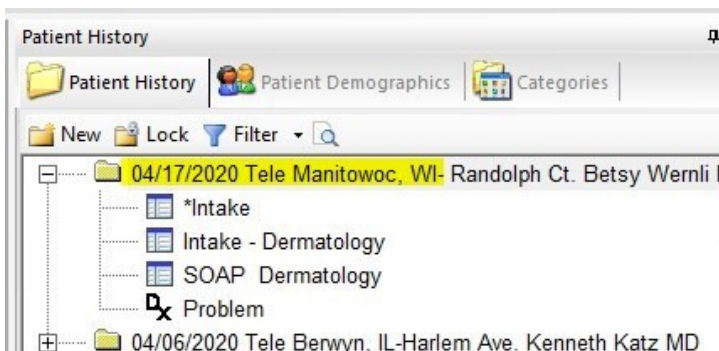 Patient History
Patient History Patient Demographics Categories
New Lock Filter
04/17/2020 Tele Manitowoc, WI- Randolph Ct. Betsy Wernli
*Intake
Intake - Dermatology
SOAP Dermatology
Dx Problem
04/06/2020 Tele Berwyn, IL-Harlem Ave. Kenneth Katz MD